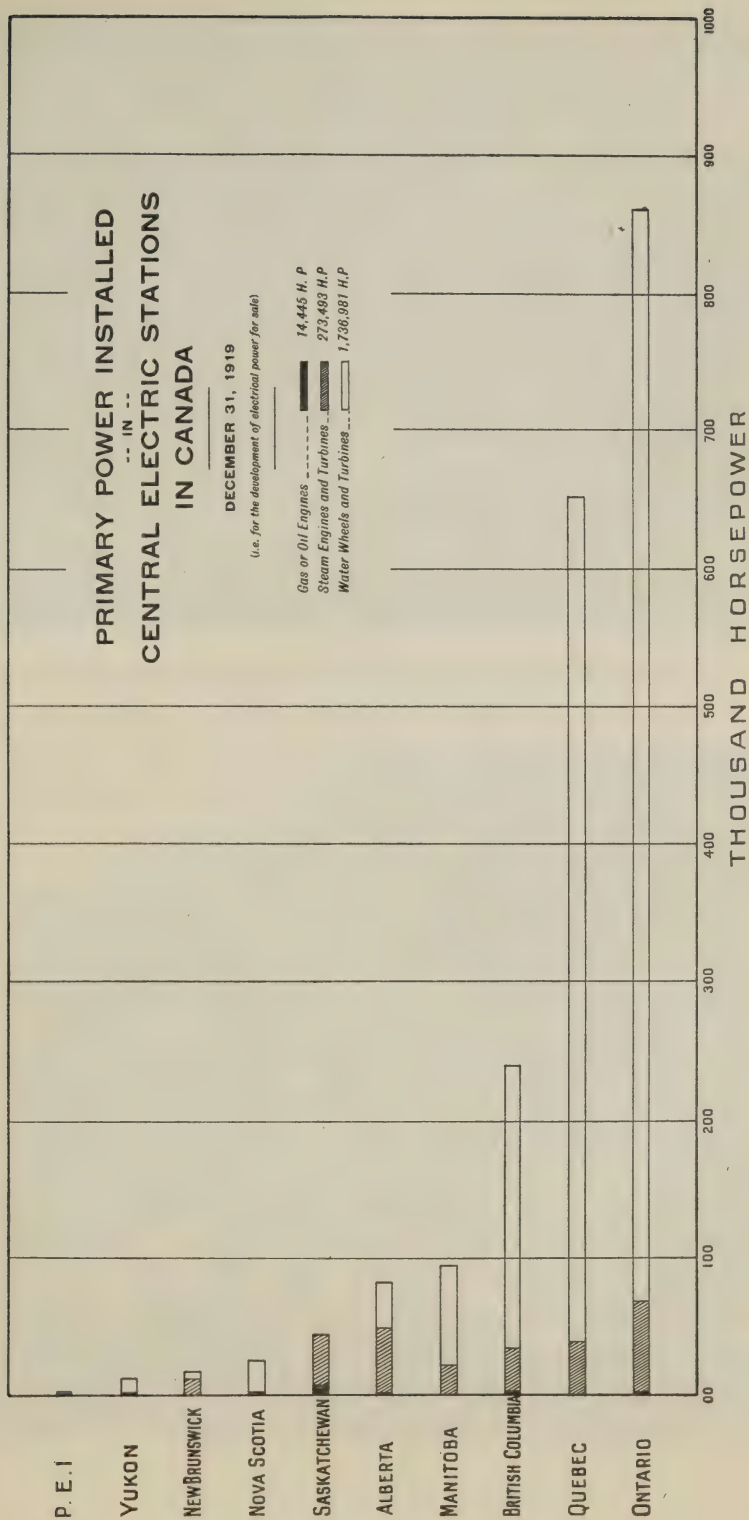 PRIMARY POWER INSTALLED
-- IN --
CENTRAL ELECTRIC STATIONS
IN CANADA
DECEMBER 31, 1919
(i.e. for the development of electrical power for sale)
Gas or Oil Engines ------- 14,445 H. P
Steam Engines and Turbines-- 273,493 H.P
Water Wheels and Turbines--- 1,736,981 H.P
P. E. I
YUKON
NEW BRUNSWICK
NOVA SCOTIA
SASKATCHEWAN
ALBERTA
MANITOBA
BRITISH COLUMBIA
QUEBEC
ONTARIO
00 100 200 300 400 500 600 700 800 900 1000
THOUSAND HORSEPOWER